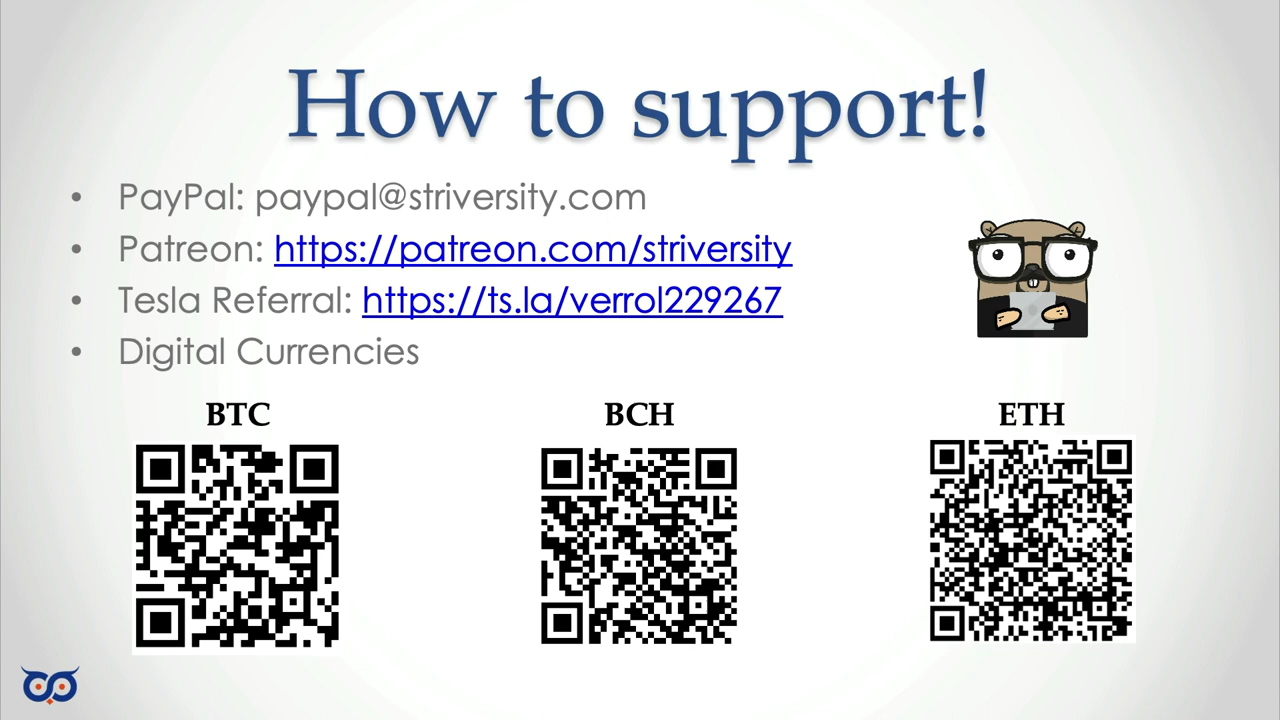 How to support!
• PayPal: paypal@striversity.com
• Patreon: https://patreon.com/striversity
• Tesla Referral: https://ts.la/verrol229267
• Digital Currencies
BTC BCH ETH